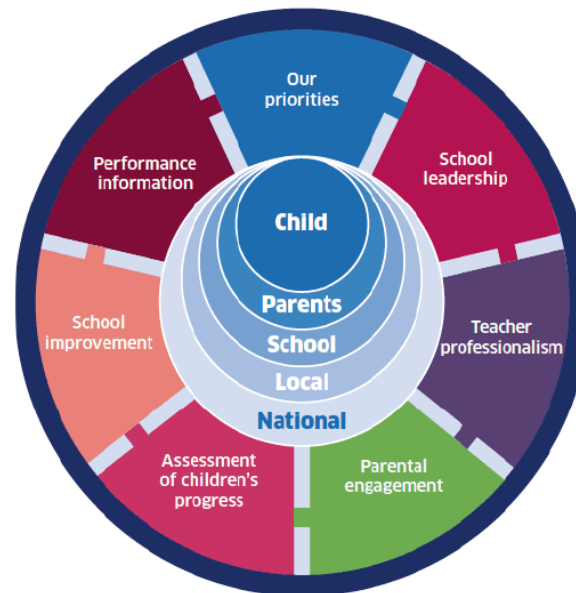 Our
priorities
School
leadership
Teacher
professionalism
Parental
engagement
Assessment
of children's
progress
School
improvement
Performance
information
Child
Parents
School
Local
National